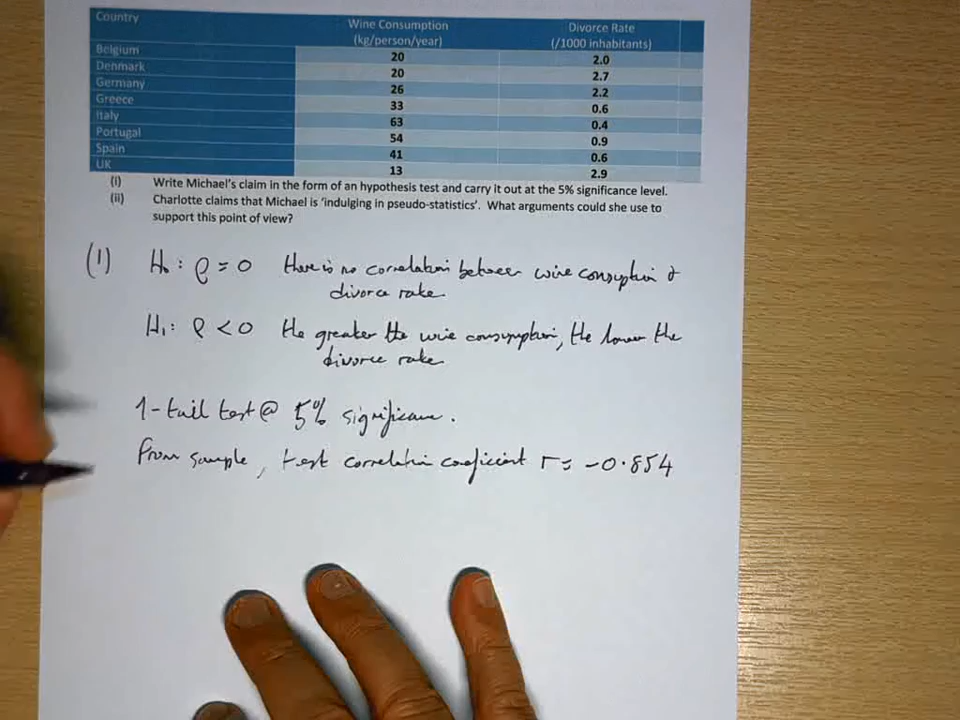 Country Wine Consumption Divorce Rate
(kg/person/year) (/1000 inhabitants)
Belgium 20 2.0
Denmark 20 2.7
Germany 26 2.2
Greece 33 0.6
Italy 63 0.4
Portugal 54 0.9
Spain 41 0.6
UK 13 2.9
(i) Write Michael's claim in the form of an hypothesis test and carry it out at the 5% significance level.
(ii) Charlotte claims that Michael is 'indulging in pseudo-statistics'. What arguments could she use to
support this point of view?
(1) H₀ : ρ = 0 there is no correlation between wine consumption &
divorce rate
H₁ : ρ < 0 the greater the wine consumption, the lower the
divorce rate
1-tail test @ 5% significance.
From sample, test correlation coefficient r = -0.854